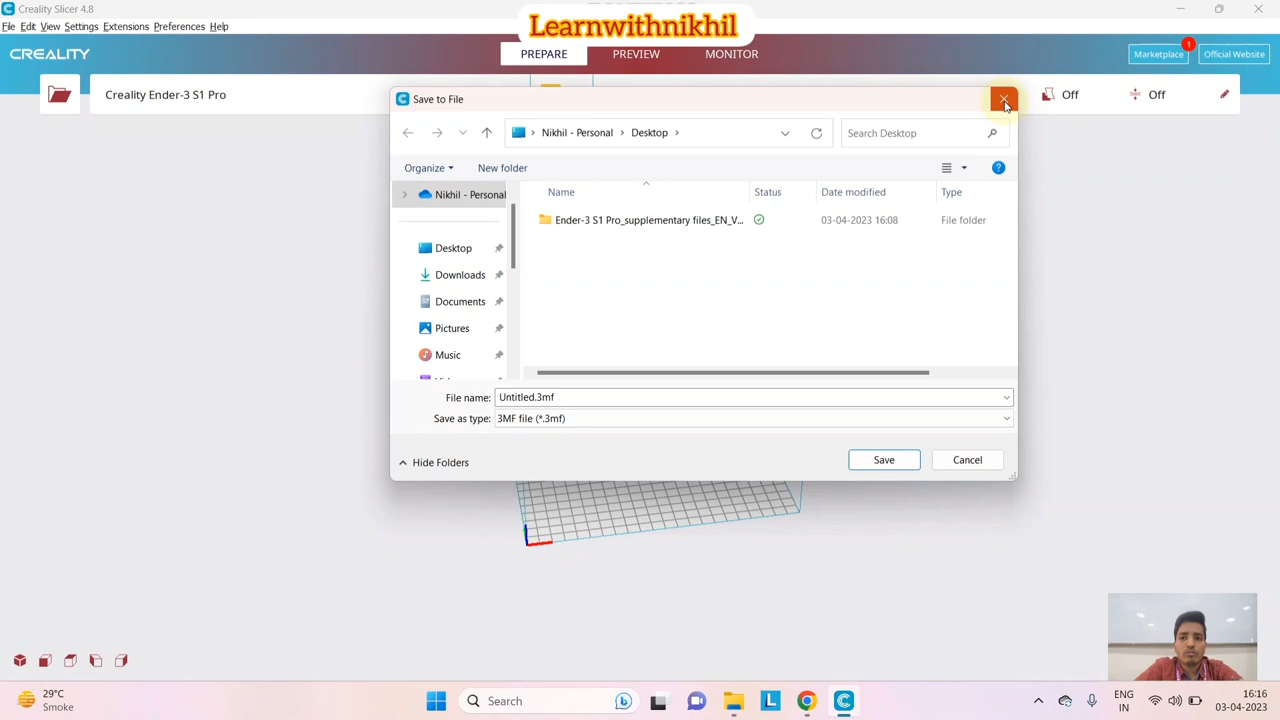 Creality Slicer 4.8
File Edit View Settings Extensions Preferences Help
Learnwithnikhil
CREALITY
PREPARE PREVIEW MONITOR
Marketplace 1 Official Website
Creality Ender-3 S1 Pro
Off Off
Save to File
Nikhil - Personal > Desktop >
Search Desktop
Organize New folder
Nikhil - Personal
Desktop
Downloads
Documents
Pictures
Music
Name Status Date modified Type
Ender-3 S1 Pro_supplementary files_EN_V... 03-04-2023 16:08 File folder
File name: Untitled.3mf
Save as type: 3MF file (*.3mf)
Hide Folders
Save Cancel
29°C
Smoke
Search
ENG
IN
16:16
03-04-2023